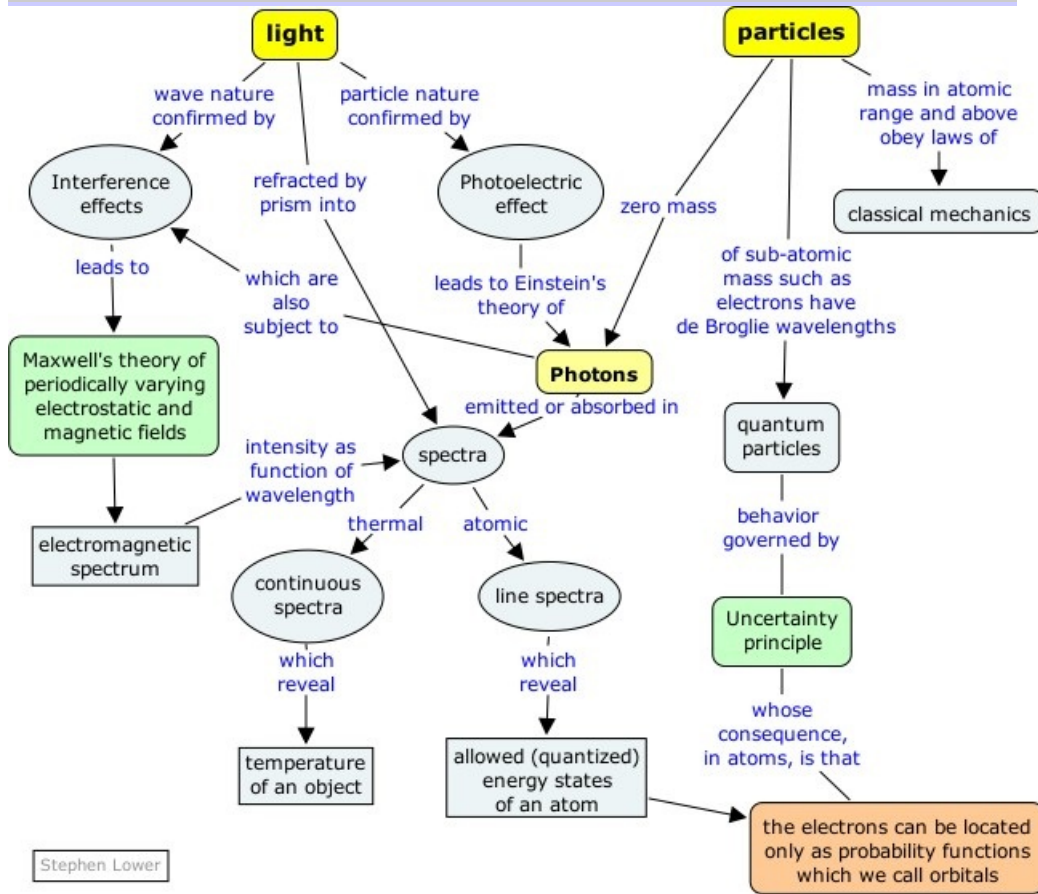 light
particles
wave nature
confirmed by
particle nature
confirmed by
mass in atomic
range and above
obey laws of
Interference
effects
refracted by
prism into
Photoelectric
effect
zero mass
classical mechanics
leads to
which are
also
subject to
leads to Einstein's
theory of
of sub-atomic
mass such as
electrons have
de Broglie wavelengths
Maxwell's theory of
periodically varying
electrostatic and
magnetic fields
Photons
emitted or absorbed in
intensity as
function of
wavelength
spectra
quantum
particles
electromagnetic
spectrum
thermal
atomic
behavior
governed by
continuous
spectra
line spectra
Uncertainty
principle
which
reveal
which
reveal
whose
consequence,
in atoms, is that
temperature
of an object
allowed (quantized)
energy states
of an atom
the electrons can be located
only as probability functions
which we call orbitals
Stephen Lower